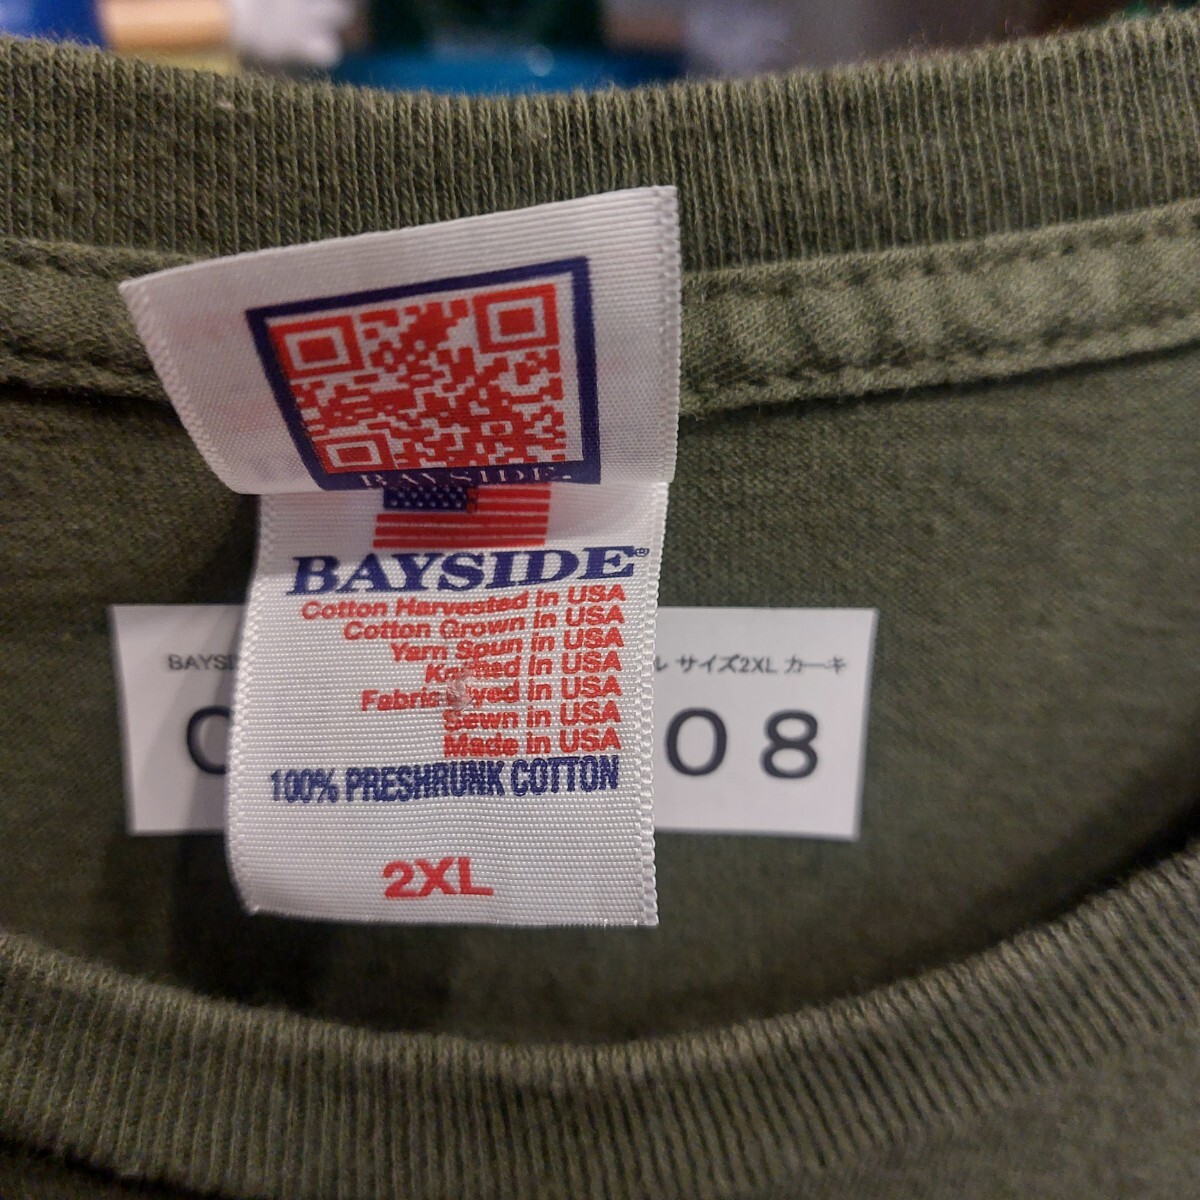 BAYSIDE.
BAYSIDE®
Cotton Harvested in USA
Cotton Grown in USA
Yarn Spun in USA
Knitted in USA
Fabric Dyed in USA
Sewn in USA
Made in USA
100% PRESHRUNK COTTON
2XL
ル サイズ2XL カーキ
08